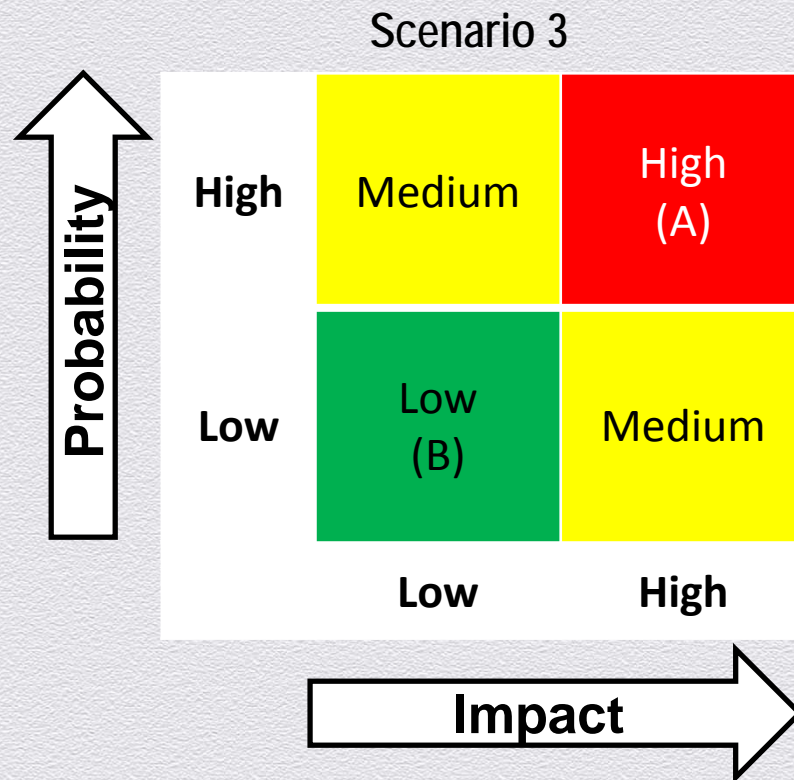 Scenario 3
Probability
High
Medium
High
(A)
Low
Low
(B)
Medium
Low
High
Impact